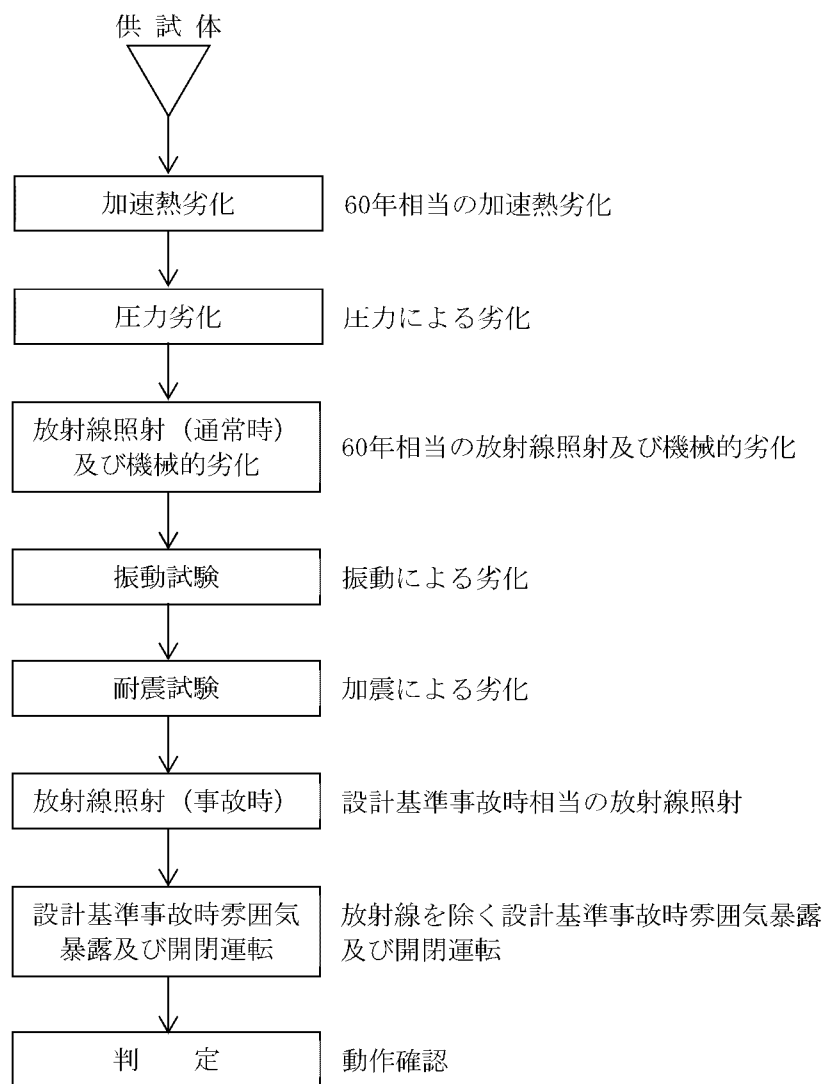 供 試 体
加速熱劣化
60年相当の加速熱劣化
圧力劣化
圧力による劣化
放射線照射（通常時）
及び機械的劣化
60年相当の放射線照射及び機械的劣化
振動試験
振動による劣化
耐震試験
加震による劣化
放射線照射（事故時）
設計基準事故時相当の放射線照射
設計基準事故時雰囲気
暴露及び開閉運転
放射線を除く設計基準事故時雰囲気暴露
及び開閉運転
判　　定
動作確認